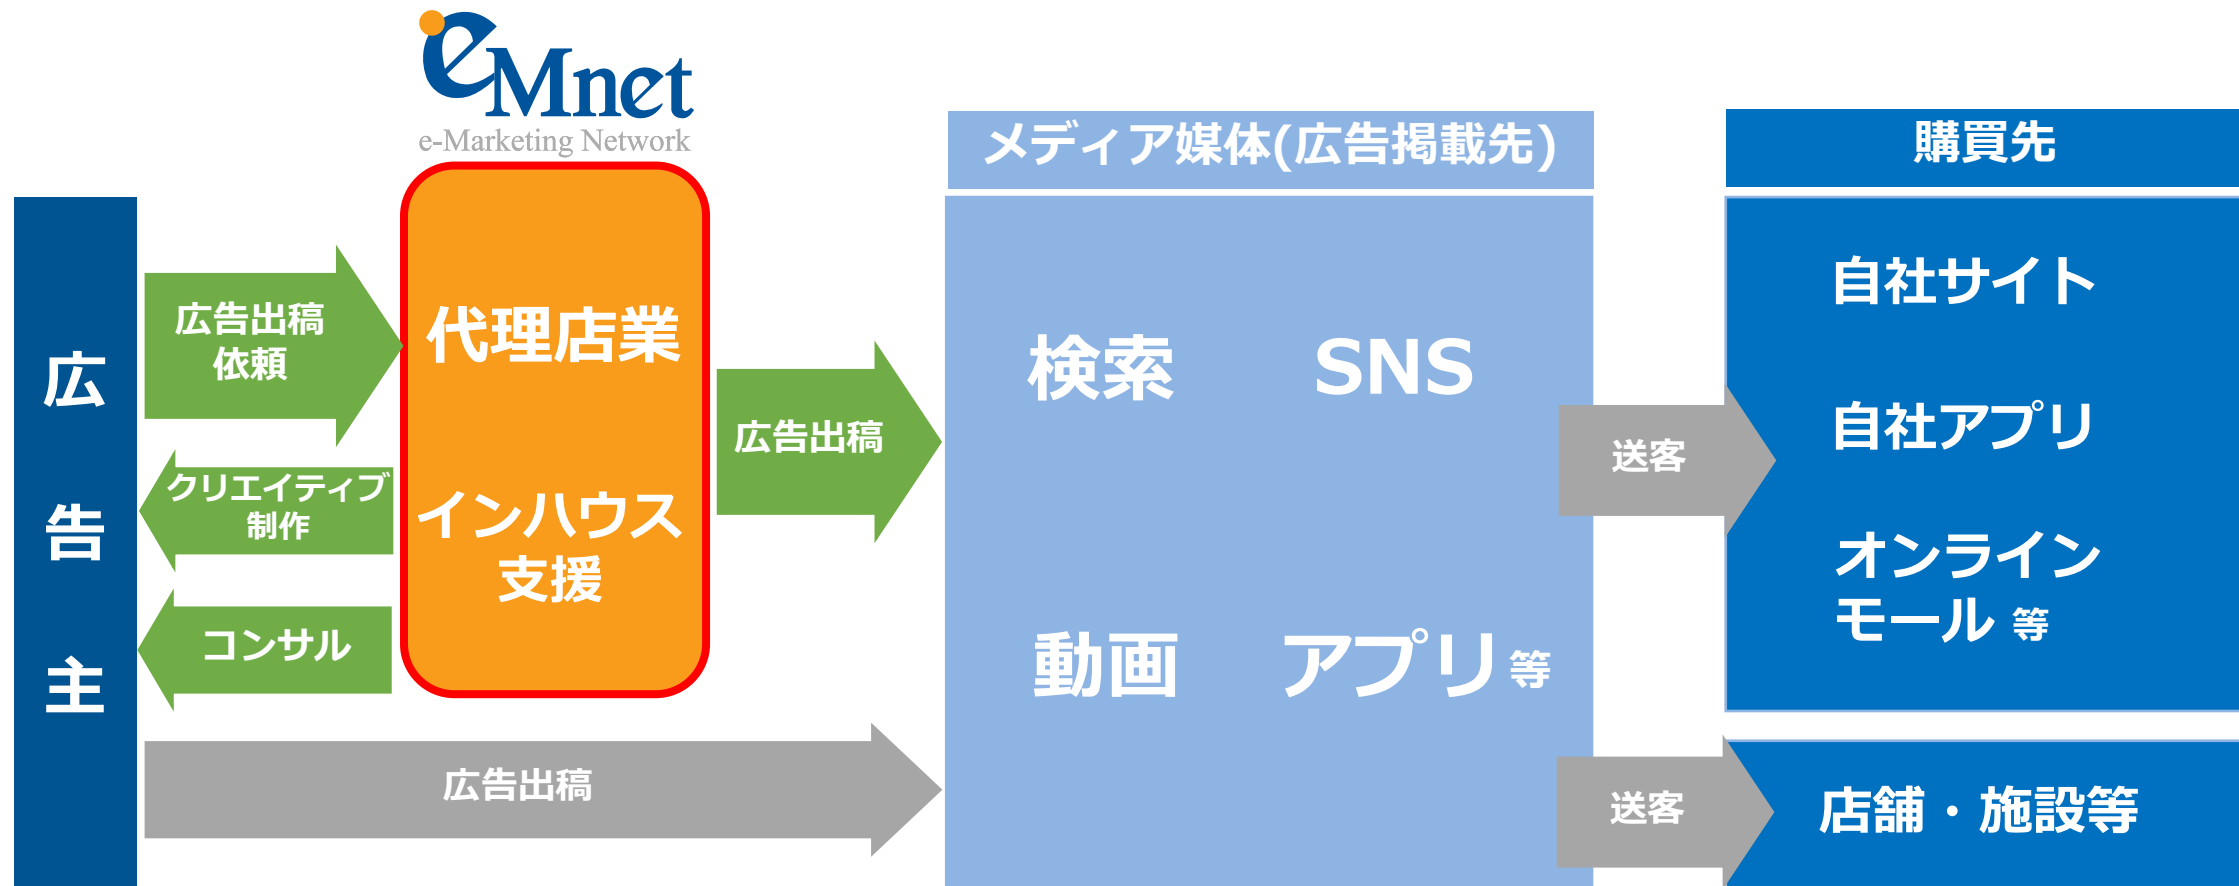 eMnet
e-Marketing Network
広告主
広告出稿
依頼
クリエイティブ
制作
コンサル
代理店業
インハウス
支援
広告出稿
広告出稿
メディア媒体(広告掲載先)
検索 SNS
動画 アプリ 等
送客
送客
購買先
自社サイト
自社アプリ
オンライン
モール 等
店舗・施設等